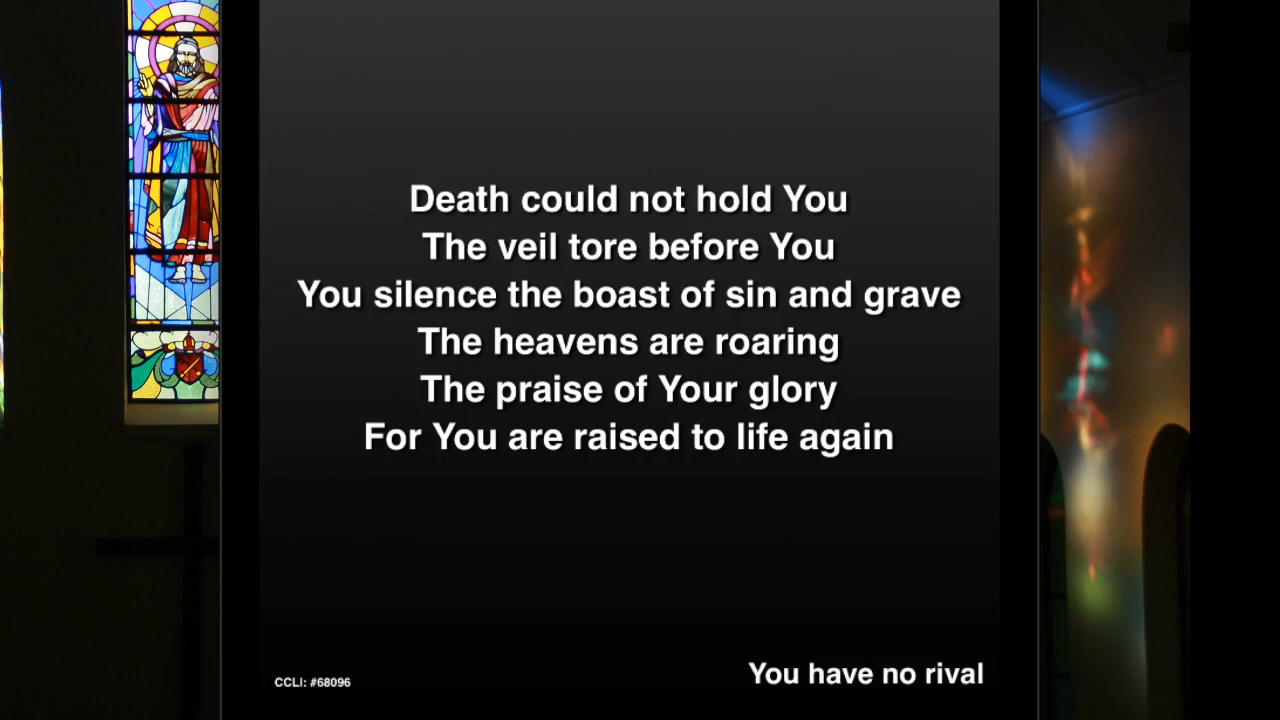 Death could not hold You
The veil tore before You
You silence the boast of sin and grave
The heavens are roaring
The praise of Your glory
For You are raised to life again
CCLI: #68096
You have no rival